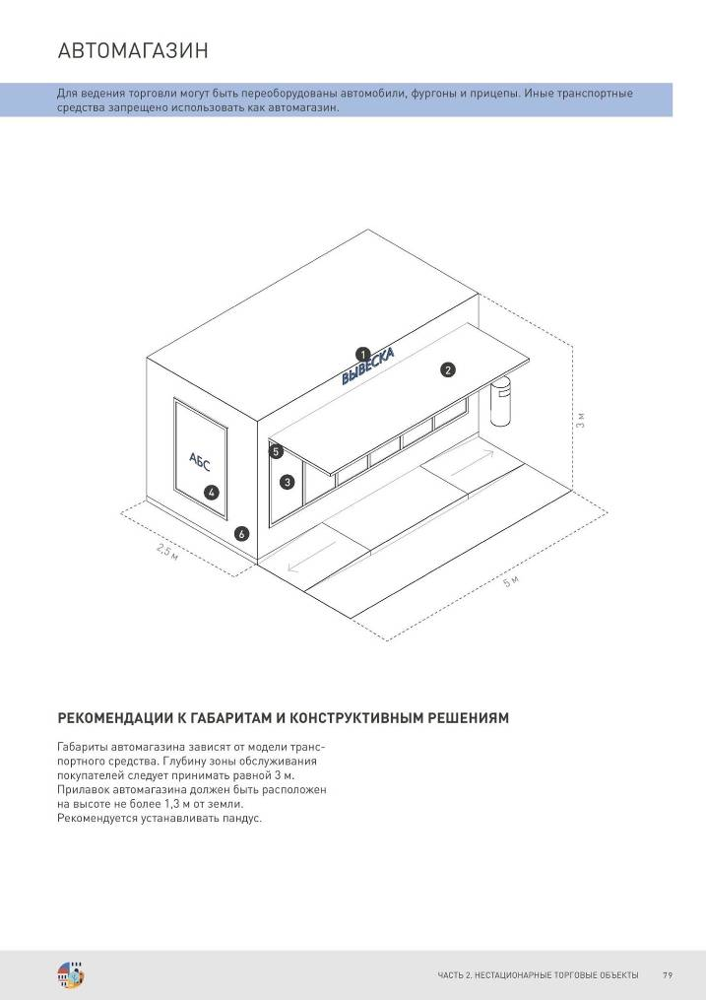 АВТОМАГАЗИН
Для ведения торговли могут быть переоборудованы автомобили, фургоны и прицепы. Иные транспортные
средства запрещено использовать как автомагазин.
1
ВЫВЕСКА
2
3 м
5
АБС
3
4
6
2,5 м
5 м
РЕКОМЕНДАЦИИ К ГАБАРИТАМ И КОНСТРУКТИВНЫМ РЕШЕНИЯМ
Габариты автомагазина зависят от модели транс-
портного средства. Глубину зоны обслуживания
покупателей следует принимать равной 3 м.
Прилавок автомагазина должен быть расположен
на высоте не более 1,3 м от земли.
Рекомендуется устанавливать пандус.
ЧАСТЬ 2. НЕСТАЦИОНАРНЫЕ ТОРГОВЫЕ ОБЪЕКТЫ 79